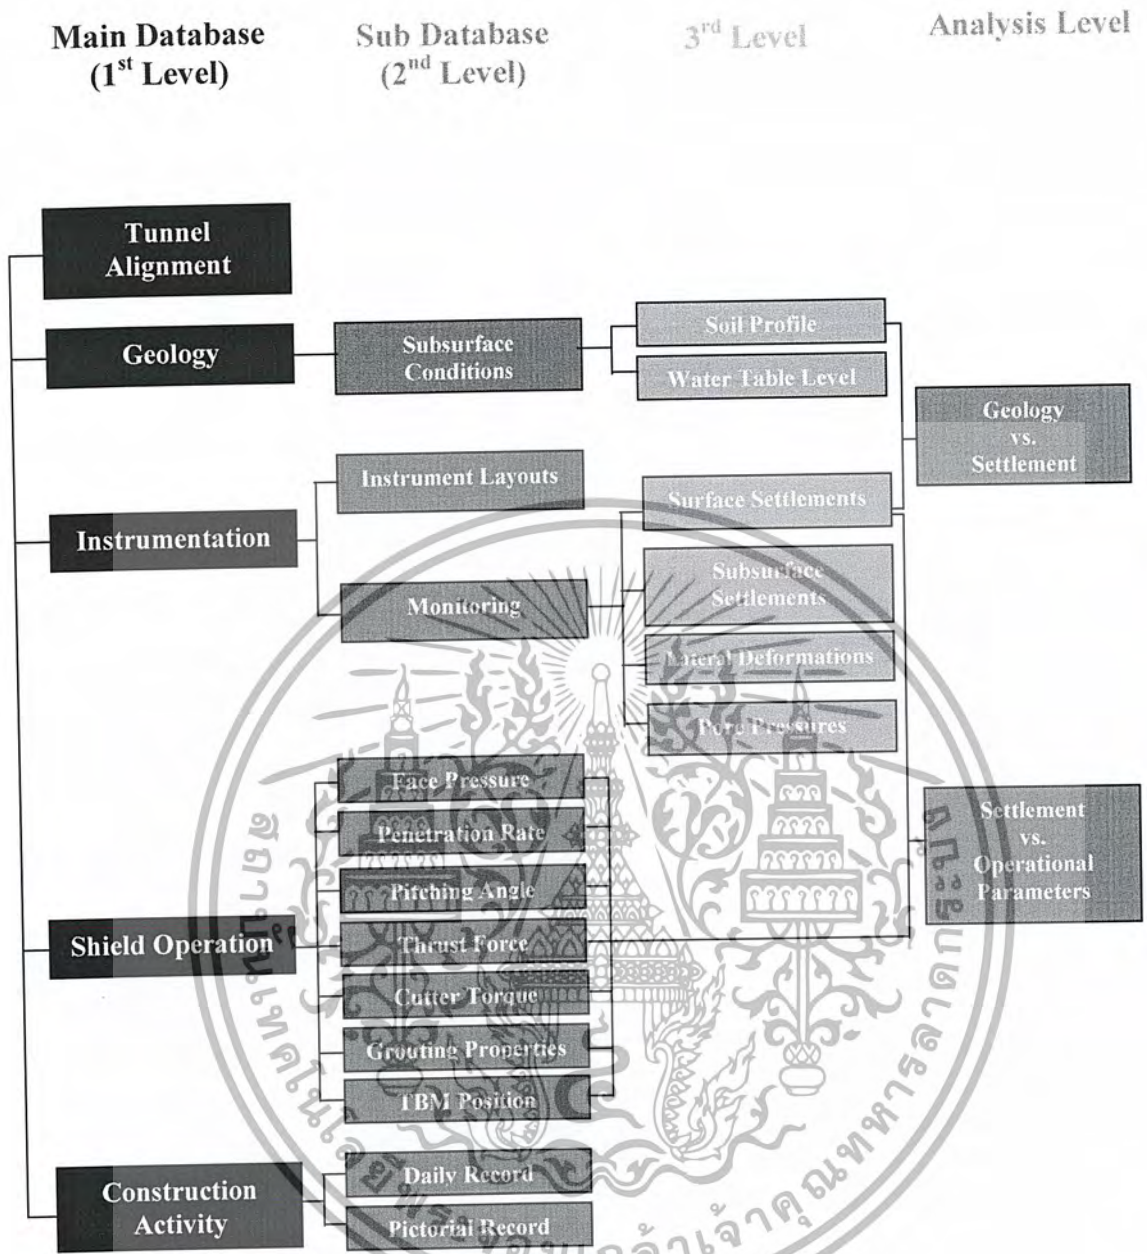 Main Database
(1st Level)
Sub Database
(2nd Level)
3rd Level
Analysis Level
Tunnel
Alignment
Geology
Subsurface
Conditions
Soil Profile
Water Table Level
Geology
vs.
Settlement
Instrumentation
Instrument Layouts
Monitoring
Surface Settlements
Subsurface
Settlements
Lateral Deformations
Pore Pressures
Shield Operation
Face Pressure
Penetration Rate
Pitching Angle
Thrust Force
Cutter Torque
Grouting Properties
TBM Position
Settlement
vs.
Operational
Parameters
Construction
Activity
Daily Record
Pictorial Record